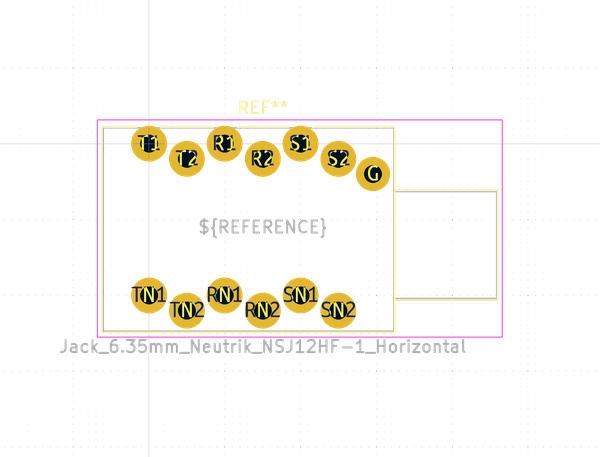 REF**
T1 R1 S1
T2 R2 S2
G
${REFERENCE}
TN1 RN1 SN1
TN2 RN2 SN2
Jack_6.35mm_Neutrik_NSJ12HF-1_Horizontal